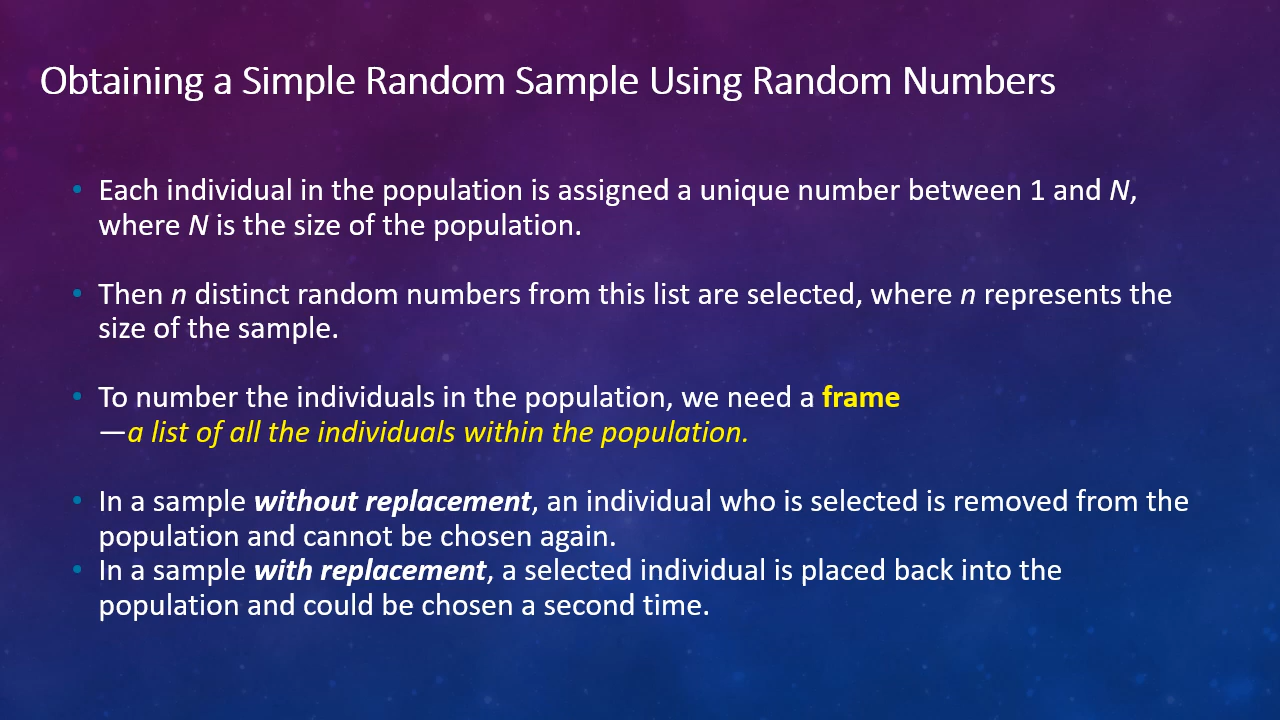 Obtaining a Simple Random Sample Using Random Numbers
• Each individual in the population is assigned a unique number between 1 and N,
where N is the size of the population.
• Then n distinct random numbers from this list are selected, where n represents the
size of the sample.
• To number the individuals in the population, we need a frame
—a list of all the individuals within the population.
• In a sample without replacement, an individual who is selected is removed from the
population and cannot be chosen again.
• In a sample with replacement, a selected individual is placed back into the
population and could be chosen a second time.